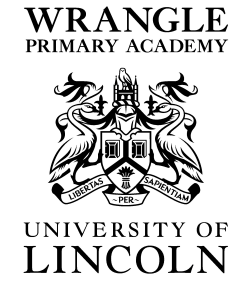 WRANGLE
PRIMARY ACADEMY
LIBERTAS
~PER~
SAPIENTIAM
UNIVERSITY OF
LINCOLN